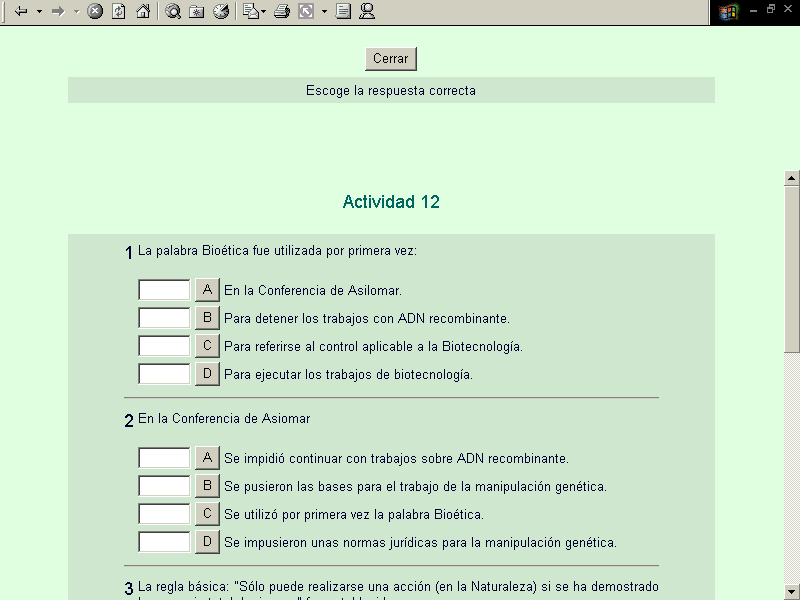 Cerrar
Escoge la respuesta correcta
Actividad 12
1 La palabra Bioética fue utilizada por primera vez:
A En la Conferencia de Asilomar.
B Para detener los trabajos con ADN recombinante.
C Para referirse al control aplicable a la Biotecnología.
D Para ejecutar los trabajos de biotecnología.
2 En la Conferencia de Asiomar
A Se impidió continuar con trabajos sobre ADN recombinante.
B Se pusieron las bases para el trabajo de la manipulación genética.
C Se utilizó por primera vez la palabra Bioética.
D Se impusieron unas normas jurídicas para la manipulación genética.
3 La regla básica: "Sólo puede realizarse una acción (en la Naturaleza) si se ha demostrado